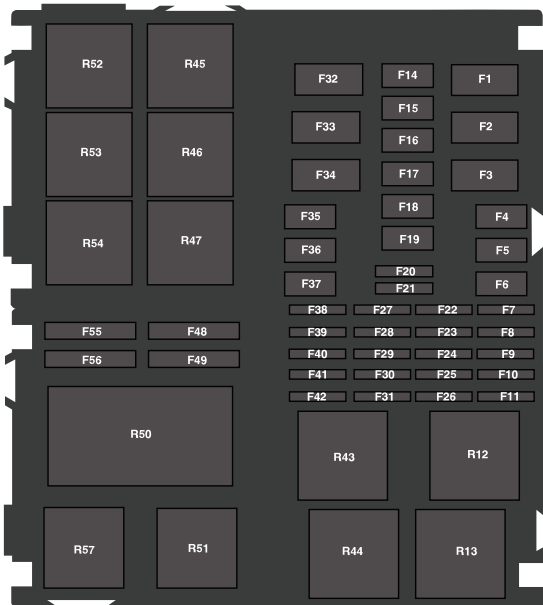 R52 R45
R53 R46
R54 R47
F55 F48
F56 F49
R50
R57 R51
F32 F14 F1
F15
F33 F2
F16
F34 F17 F3
F35 F18 F4
F36 F19 F5
F20
F37 F21 F6
F38 F27 F22 F7
F39 F28 F23 F8
F40 F29 F24 F9
F41 F30 F25 F10
F42 F31 F26 F11
R43 R12
R44 R13